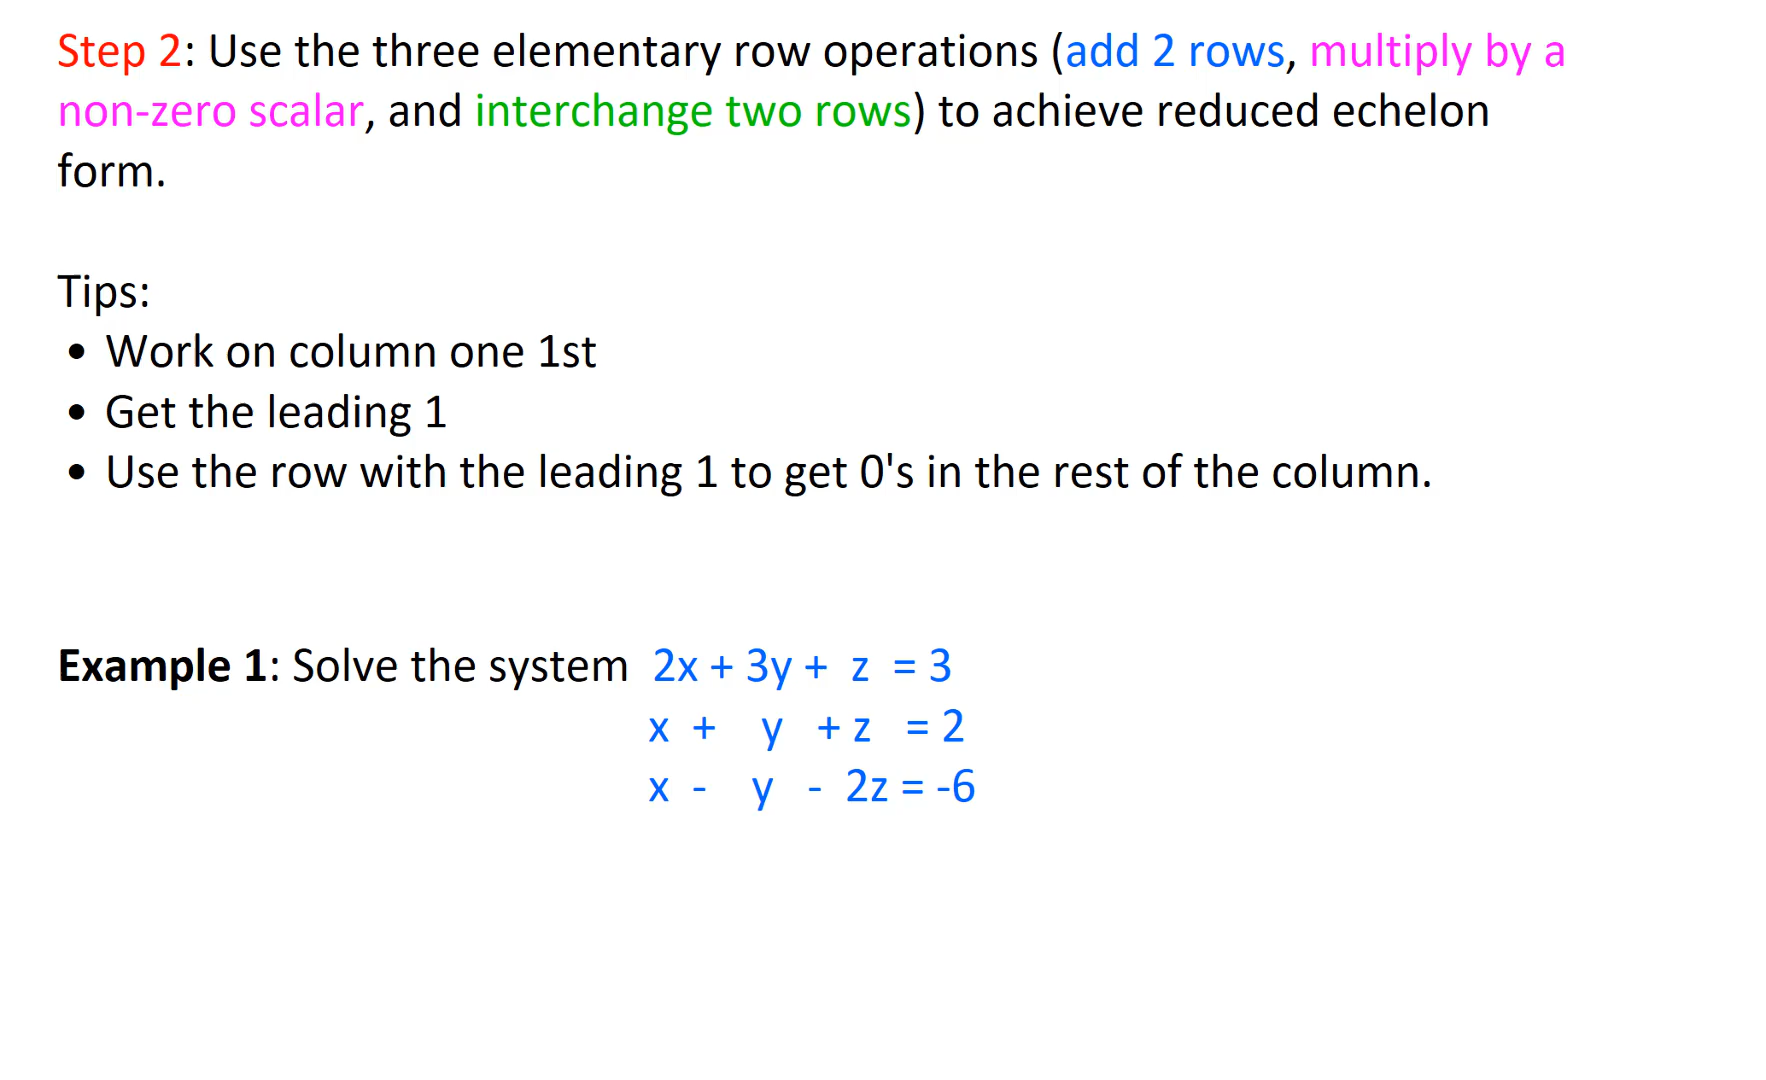 Step 2: Use the three elementary row operations (add 2 rows, multiply by a
non-zero scalar, and interchange two rows) to achieve reduced echelon
form.
Tips:
• Work on column one 1st
• Get the leading 1
• Use the row with the leading 1 to get 0's in the rest of the column.
Example 1: Solve the system 2x + 3y + z = 3
x + y + z = 2
x - y - 2z = -6